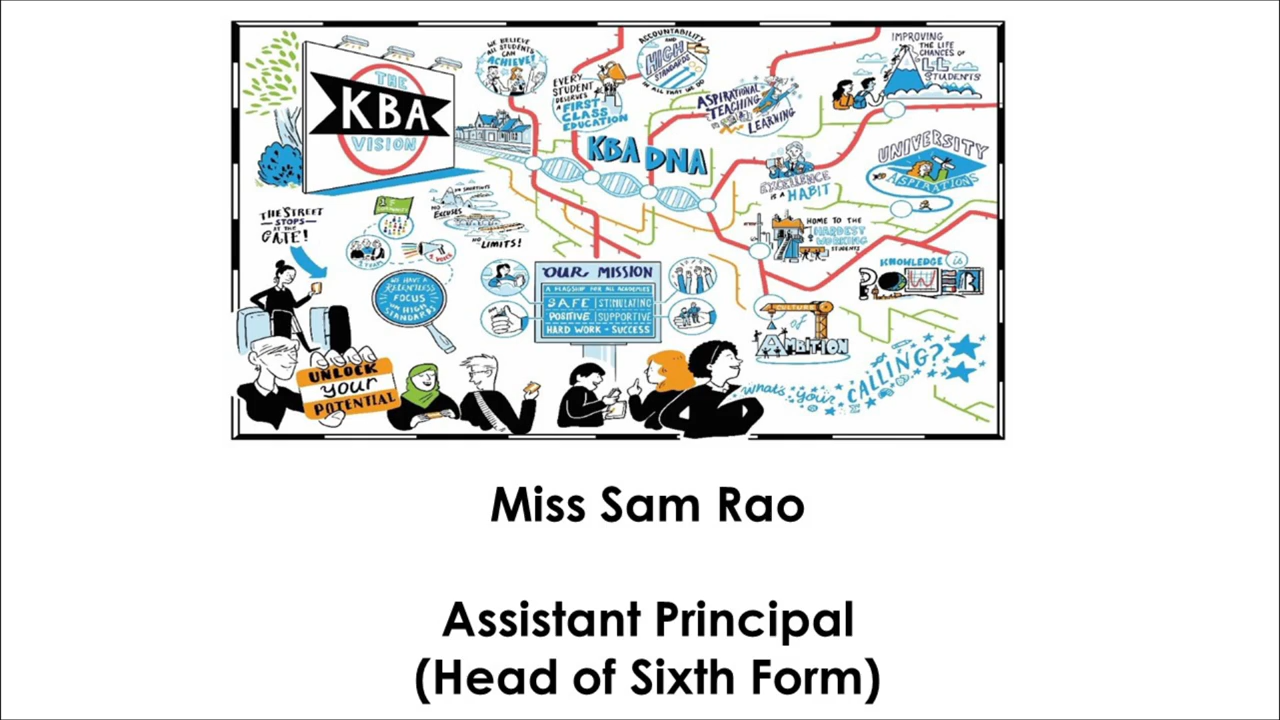 THE
KBA
VISION
WE BELIEVE
ALL STUDENTS
CAN
ACHIEVE!
EVERY
STUDENT
DESERVES
A FIRST
CLASS
EDUCATION
ACCOUNTABILITY
AND
HIGH
STANDARDS
IN ALL THAT WE DO
ASPIRATIONAL
TEACHING
LEARNING
IMPROVING
THE LIFE
CHANCES OF
ALL
STUDENTS
KBA DNA
UNIVERSITY
ASPIRATIONS
EXCELLENCE
IS A HABIT
HOME TO THE
HARDEST
WORKING
STUDENTS
KNOWLEDGE is
POWER
THE STREET
STOPS
AT THE
GATE!
NO SHORTCUTS
NO
EXCUSES
NO LIMITS!
WE HAVE A
RELENTLESS
FOCUS
ON HIGH
STANDARDS
OUR MISSION
A FLAGSHIP FOR ALL ACADEMIES
SAFE STIMULATING
POSITIVE SUPPORTIVE
HARD WORK = SUCCESS
CULTURE
of
AMBITION
UNLOCK
your
POTENTIAL
What's your CALLING?
Miss Sam Rao
Assistant Principal
(Head of Sixth Form)